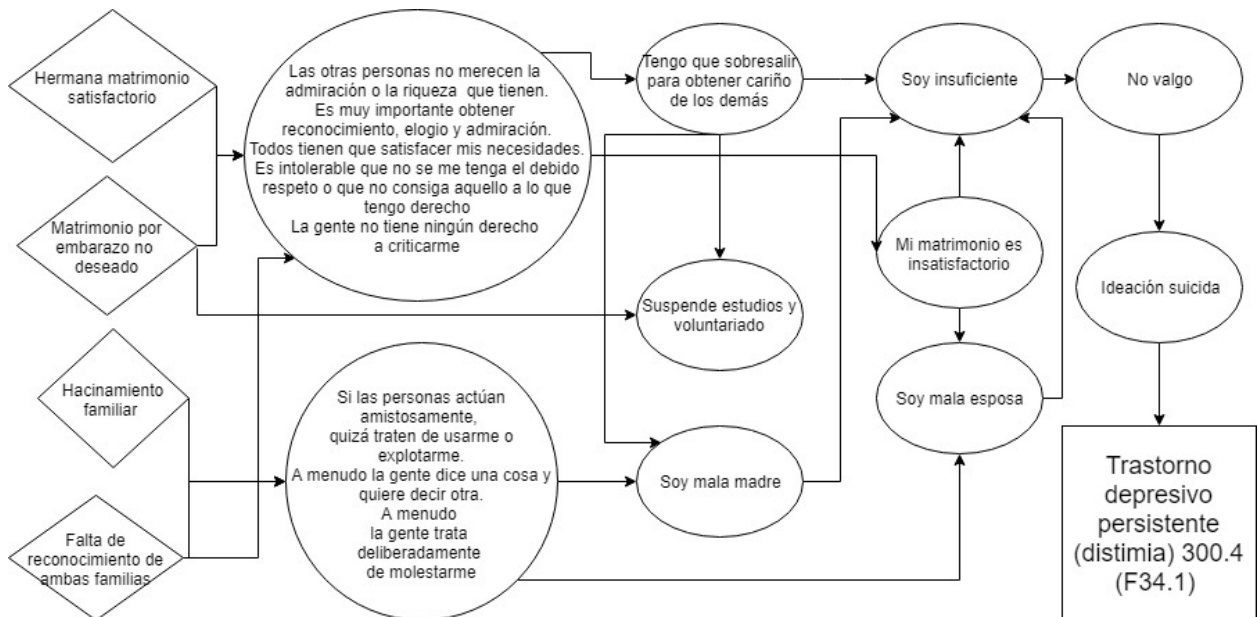 Hermana matrimonio
satisfactorio
Matrimonio por
embarazo no
deseado
Hacinamiento
familiar
Falta de
reconocimiento de
ambas familias
Las otras personas no merecen la
admiración o la riqueza que tienen.
Es muy importante obtener
reconocimiento, elogio y admiración.
Todos tienen que satisfacer mis necesidades.
Es intolerable que no se me tenga el debido
respeto o que no consiga aquello a lo que
tengo derecho
La gente no tiene ningún derecho
a criticarme
Si las personas actúan
amistosamente,
quizá traten de usarme o
explotarme.
A menudo la gente dice una cosa y
quiere decir otra.
A menudo
la gente trata
deliberadamente
de molestarme
Tengo que sobresalir
para obtener cariño
de los demás
Suspende estudios y
voluntariado
Soy mala madre
Soy insuficiente
Mi matrimonio es
insatisfactorio
Soy mala esposa
No valgo
Ideación suicida
Trastorno
depresivo
persistente
(distimia) 300.4
(F34.1)